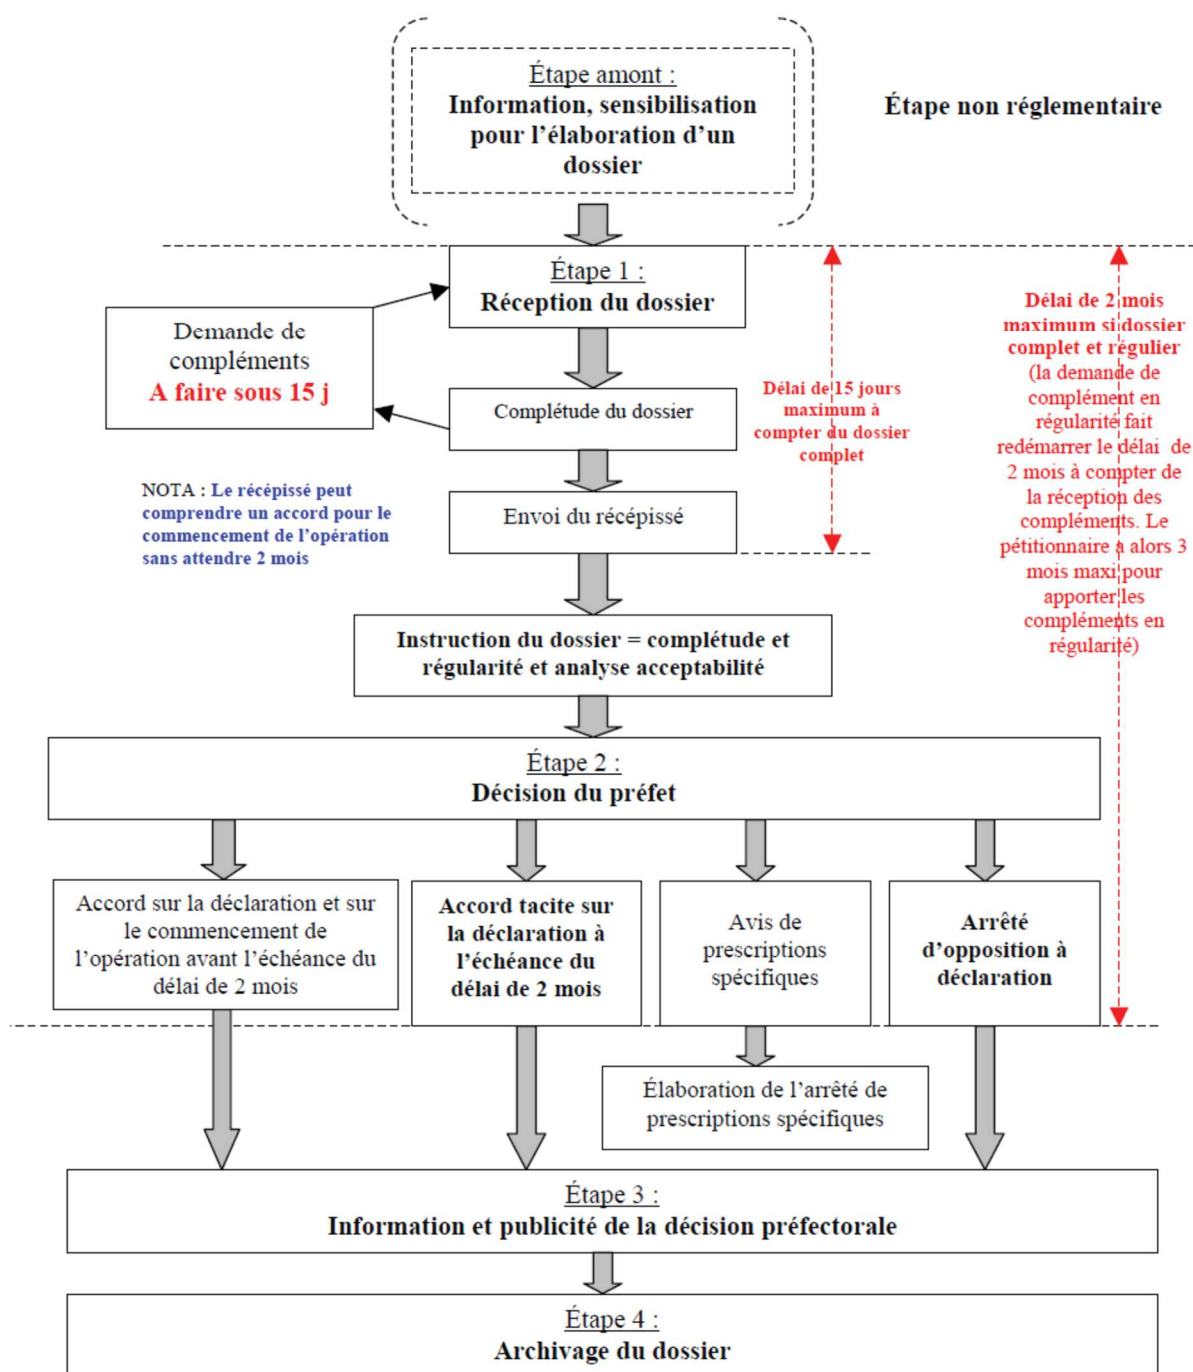 Étape amont :
Information, sensibilisation
pour l’élaboration d’un
dossier
Étape non réglementaire
Étape 1 :
Réception du dossier
Demande de
compléments
A faire sous 15 j
Complétude du dossier
Délai de 15 jours
maximum à
compter du dossier
complet
Délai de 2 mois
maximum si dossier
complet et régulier
(la demande de
complément en
régularité fait
redémarrer le délai de
2 mois à compter de
la réception des
compléments. Le
pétitionnaire a alors 3
mois maxi pour
apporter les
compléments en
régularité)
NOTA : Le récépissé peut
comprendre un accord pour le
commencement de l’opération
sans attendre 2 mois
Envoi du récépissé
Instruction du dossier = complétude et
régularité et analyse acceptabilité
Étape 2 :
Décision du préfet
Accord sur la déclaration et sur
le commencement de
l’opération avant l’échéance du
délai de 2 mois
Accord tacite sur
la déclaration à
l’échéance du
délai de 2 mois
Avis de
prescriptions
spécifiques
Arrêté
d’opposition à
déclaration
Élaboration de l’arrêté de
prescriptions spécifiques
Étape 3 :
Information et publicité de la décision préfectorale
Étape 4 :
Archivage du dossier